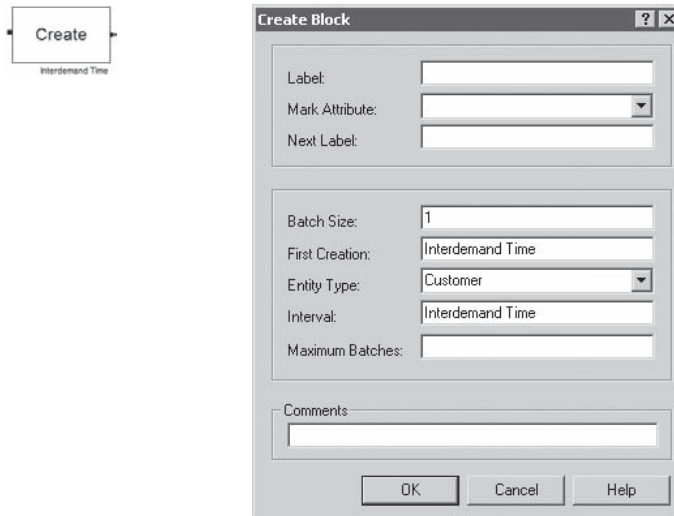 Create
Interdemand Time
Create Block
Label:
Mark Attribute:
Next Label:
Batch Size: 1
First Creation: Interdemand Time
Entity Type: Customer
Interval: Interdemand Time
Maximum Batches:
Comments
OK Cancel Help